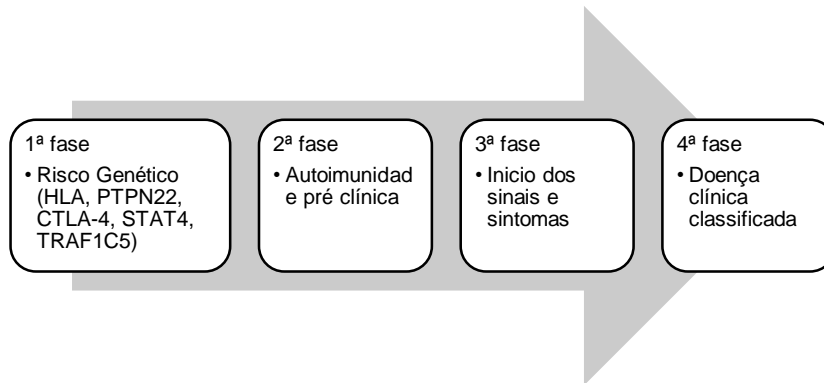 1ª fase
• Risco Genético
(HLA, PTPN22,
CTLA-4, STAT4,
TRAF1C5)
2ª fase
• Autoimunidad
e pré clínica
3ª fase
• Inicio dos
sinais e
sintomas
4ª fase
• Doença
clínica
classificada